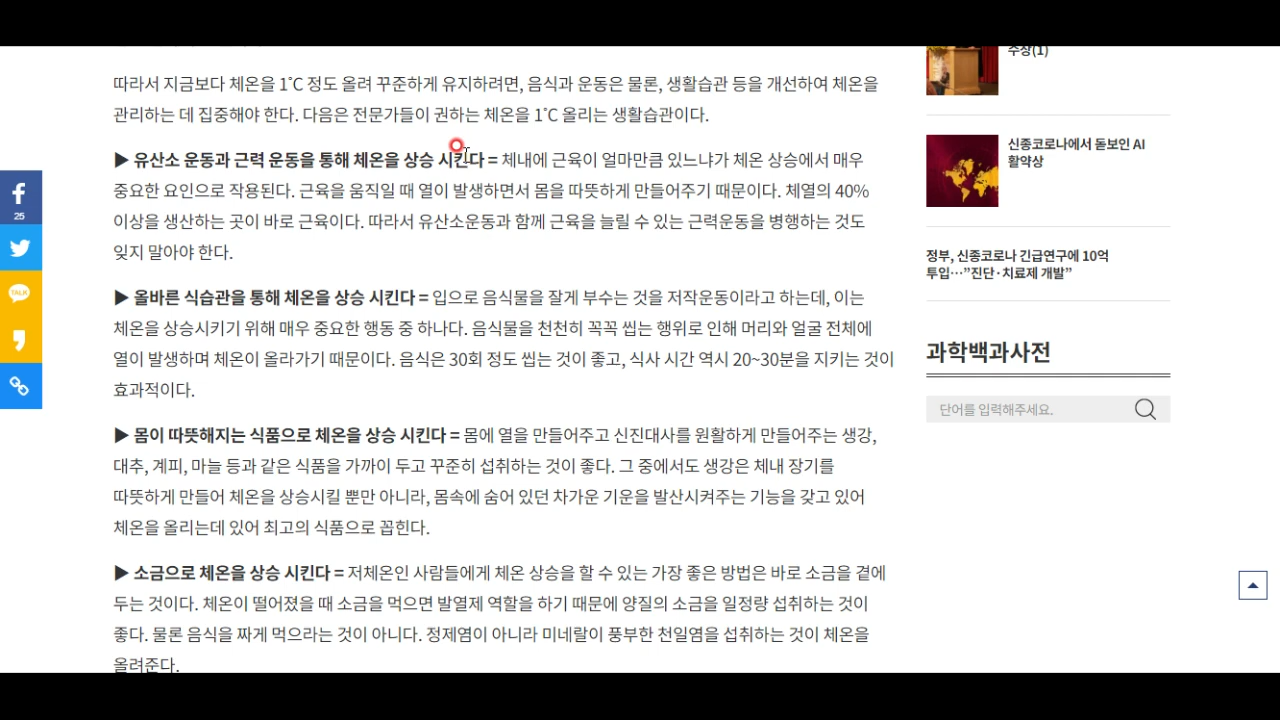 따라서 지금보다 체온을 1℃ 정도 올려 꾸준하게 유지하려면, 음식과 운동은 물론, 생활습관 등을 개선하여 체온을
관리하는 데 집중해야 한다. 다음은 전문가들이 권하는 체온을 1℃ 올리는 생활습관이다.
▶ 유산소 운동과 근력 운동을 통해 체온을 상승 시킨다 = 체내에 근육이 얼마만큼 있느냐가 체온 상승에서 매우
중요한 요인으로 작용된다. 근육을 움직일 때 열이 발생하면서 몸을 따뜻하게 만들어주기 때문이다. 체열의 40%
이상을 생산하는 곳이 바로 근육이다. 따라서 유산소운동과 함께 근육을 늘릴 수 있는 근력운동을 병행하는 것도
잊지 말아야 한다.
▶ 올바른 식습관을 통해 체온을 상승 시킨다 = 입으로 음식물을 잘게 부수는 것을 저작운동이라고 하는데, 이는
체온을 상승시키기 위해 매우 중요한 행동 중 하나다. 음식물을 천천히 꼭꼭 씹는 행위로 인해 머리와 얼굴 전체에
열이 발생하며 체온이 올라가기 때문이다. 음식은 30회 정도 씹는 것이 좋고, 식사 시간 역시 20~30분을 지키는 것이
효과적이다.
▶ 몸이 따뜻해지는 식품으로 체온을 상승 시킨다 = 몸에 열을 만들어주고 신진대사를 원활하게 만들어주는 생강,
대추, 계피, 마늘 등과 같은 식품을 가까이 두고 꾸준히 섭취하는 것이 좋다. 그 중에서도 생강은 체내 장기를
따뜻하게 만들어 체온을 상승시킬 뿐만 아니라, 몸속에 숨어 있던 차가운 기운을 발산시켜주는 기능을 갖고 있어
체온을 올리는데 있어 최고의 식품으로 꼽힌다.
▶ 소금으로 체온을 상승 시킨다 = 저체온인 사람들에게 체온 상승을 할 수 있는 가장 좋은 방법은 바로 소금을 곁에
두는 것이다. 체온이 떨어졌을 때 소금을 먹으면 발열제 역할을 하기 때문에 양질의 소금을 일정량 섭취하는 것이
좋다. 물론 음식을 짜게 먹으라는 것이 아니다. 정제염이 아니라 미네랄이 풍부한 천일염을 섭취하는 것이 체온을
올려준다.
25
TALK
수상(1)
신종코로나에서 돋보인 AI
활약상
정부, 신종코로나 긴급연구에 10억
투입…”진단·치료제 개발”
과학백과사전
단어를 입력해주세요.